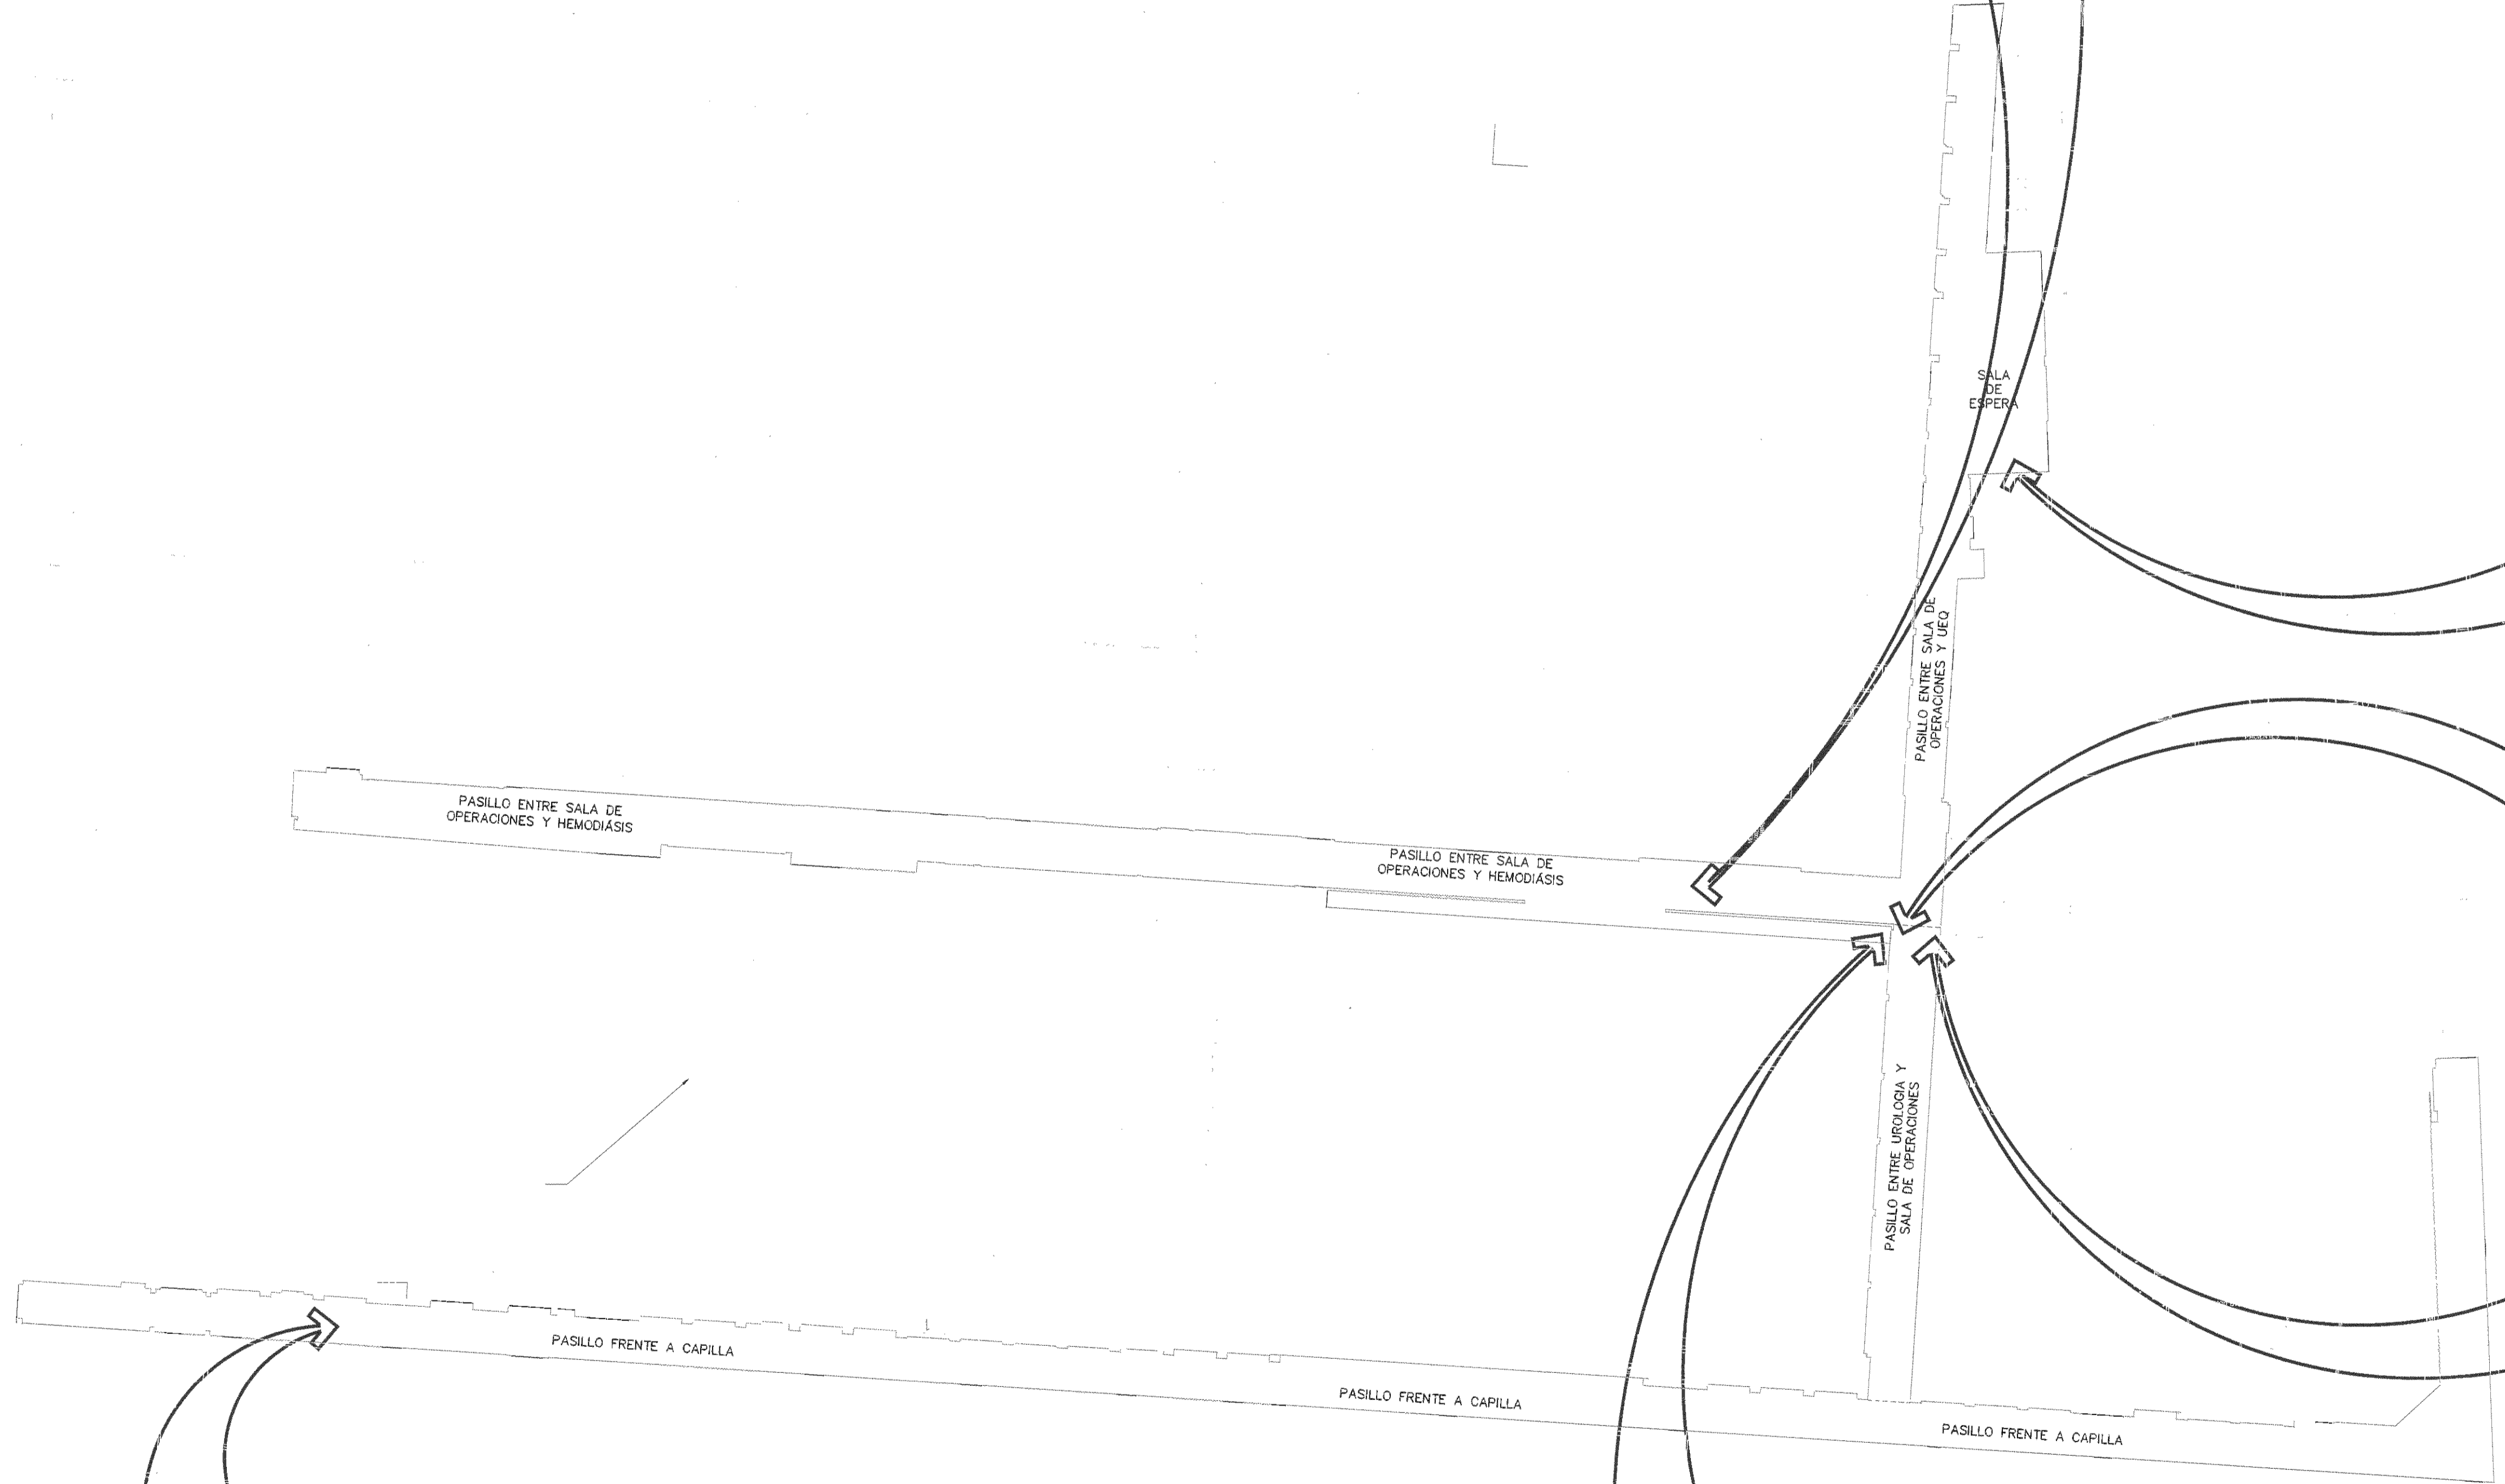 SALA
DE
ESPERA
PASILLO ENTRE SALA DE
OPERACIONES Y UEQ
PASILLO ENTRE SALA DE
OPERACIONES Y HEMODIÁSIS
PASILLO ENTRE SALA DE
OPERACIONES Y HEMODIÁSIS
PASILLO ENTRE UROLOGIA Y
SALA DE OPERACIONES
PASILLO FRENTE A CAPILLA
PASILLO FRENTE A CAPILLA
PASILLO FRENTE A CAPILLA